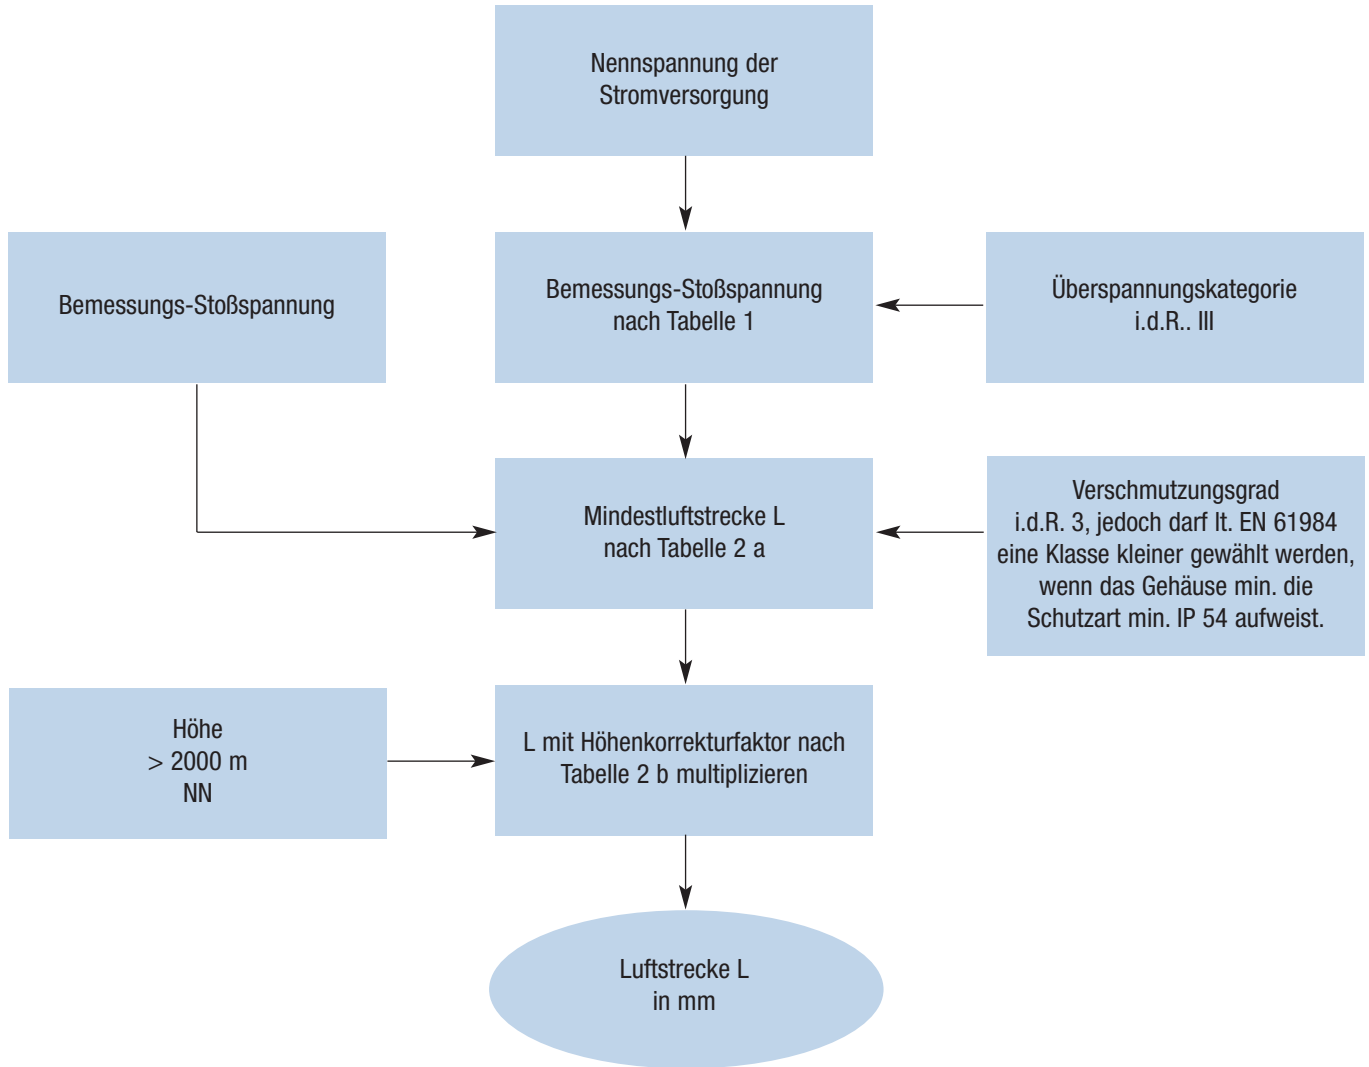 Nennspannung der
Stromversorgung
Bemessungs-Stoßspannung
Bemessungs-Stoßspannung
nach Tabelle 1
Überspannungskategorie
i.d.R.. III
Mindestluftstrecke L
nach Tabelle 2 a
Verschmutzungsgrad
i.d.R. 3, jedoch darf lt. EN 61984
eine Klasse kleiner gewählt werden,
wenn das Gehäuse min. die
Schutzart min. IP 54 aufweist.
Höhe
> 2000 m
NN
L mit Höhenkorrekturfaktor nach
Tabelle 2 b multiplizieren
Luftstrecke L
in mm